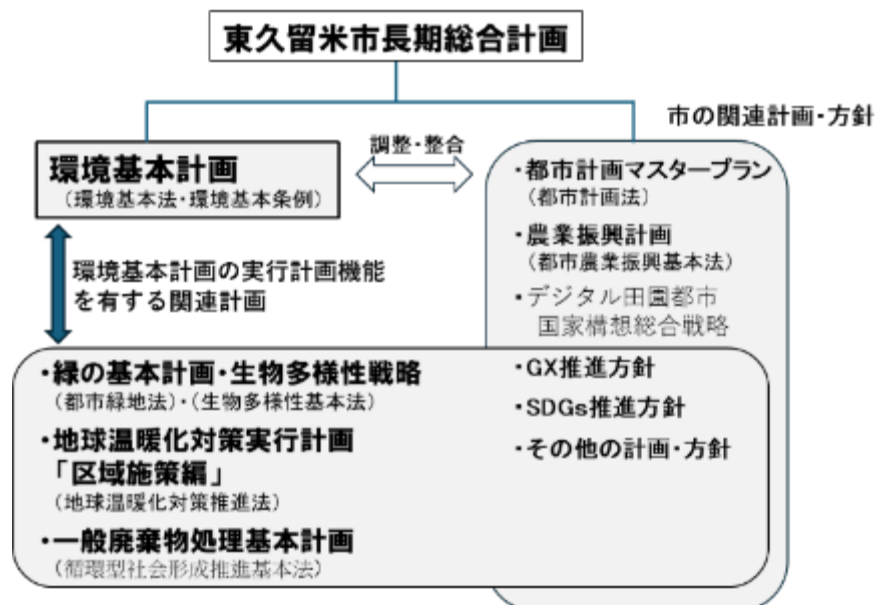 東久留米市長期総合計画
市の関連計画・方針
環境基本計画
（環境基本法・環境基本条例）
調整・整合
・都市計画マスタープラン
（都市計画法）
・農業振興計画
（都市農業振興基本法）
・デジタル田園都市
国家構想総合戦略
環境基本計画の実行計画機能
を有する関連計画
・緑の基本計画・生物多様性戦略
（都市緑地法）・（生物多様性基本法）
・地球温暖化対策実行計画
「区域施策編」
（地球温暖化対策推進法）
・一般廃棄物処理基本計画
（循環型社会形成推進基本法）
・GX推進方針
・SDGs推進方針
・その他の計画・方針